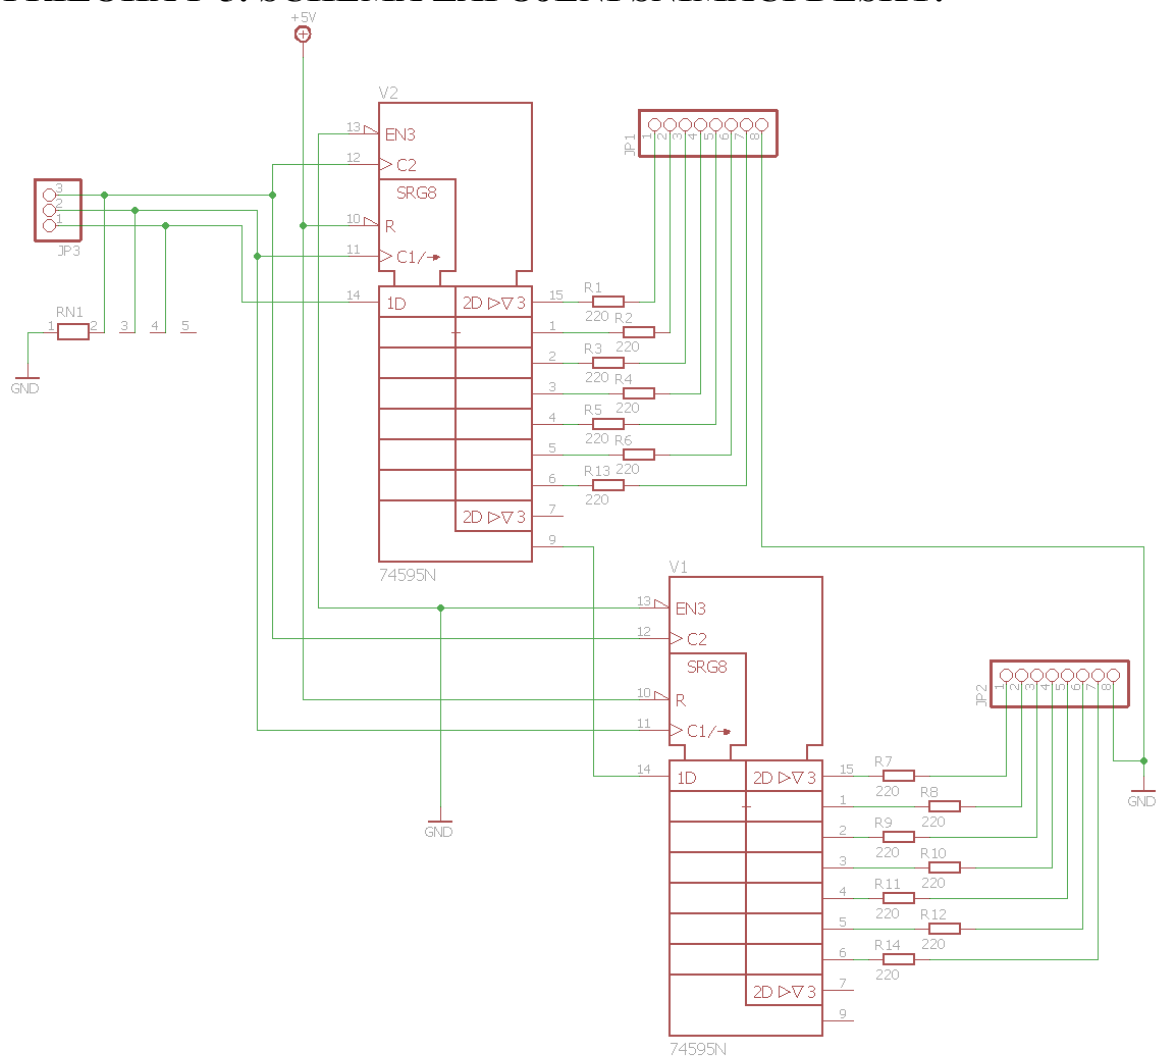 +5V
V2
13
EN3
12
C2
SRG8
10
R
11
C1/
14
1D
2D 3
15
1
2
3
4
5
6
2D 3
7
9
74595N
JP1
1
2
3
4
5
6
7
8
3
2
1
JP3
RN1
1
2
3
4
5
GND
R1
220
R2
220
R3
220
R4
220
R5
220
R6
220
R13
220
V1
13
EN3
12
C2
SRG8
10
R
11
C1/
14
1D
2D 3
15
1
2
3
4
5
6
2D 3
7
9
74595N
GND
JP2
1
2
3
4
5
6
7
8
GND
R7
220
R8
220
R9
220
R10
220
R11
220
R12
220
R14
220